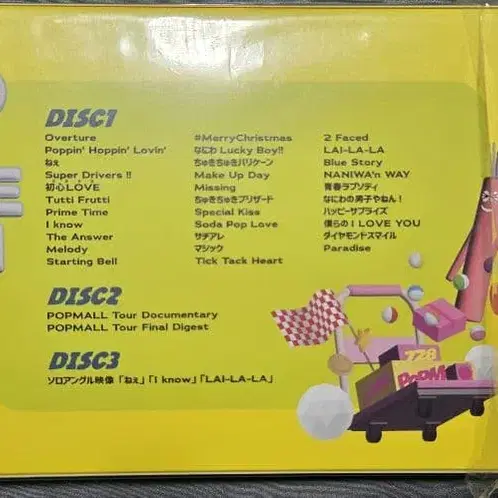 DISC1
Overture
Poppin' Hoppin' Lovin'
ねぇ
Super Drivers !!
初心LOVE
Tutti Frutti
Prime Time
I know
The Answer
Melody
Starting Bell
#MerryChristmas
なにわ Lucky Boy!!
ちゅきちゅきハリケーン
Make Up Day
Missing
ちゅきちゅきブリザード
Special Kiss
Soda Pop Love
サチアレ
マジック
Tick Tack Heart
2 Faced
LAI-LA-LA
Blue Story
NANIWA'n WAY
青春ラプソディ
なにわの男子やねん!
ハッピーサプライズ
僕らの I LOVE YOU
ダイヤモンドスマイル
Paradise
DISC2
POPMALL Tour Documentary
POPMALL Tour Final Digest
DISC3
ソロアングル映像「ねぇ」「I know」「LAI-LA-LA」
728